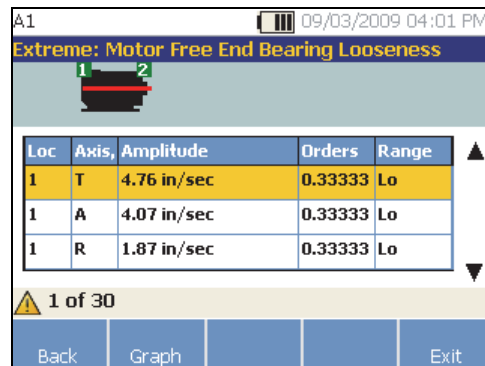 A1 09/03/2009 04:01 PM
Extreme: Motor Free End Bearing Looseness
1 2
Loc Axis, Amplitude Orders Range
1 T 4.76 in/sec 0.33333 Lo
1 A 4.07 in/sec 0.33333 Lo
1 R 1.87 in/sec 0.33333 Lo
1 of 30
Back Graph Exit